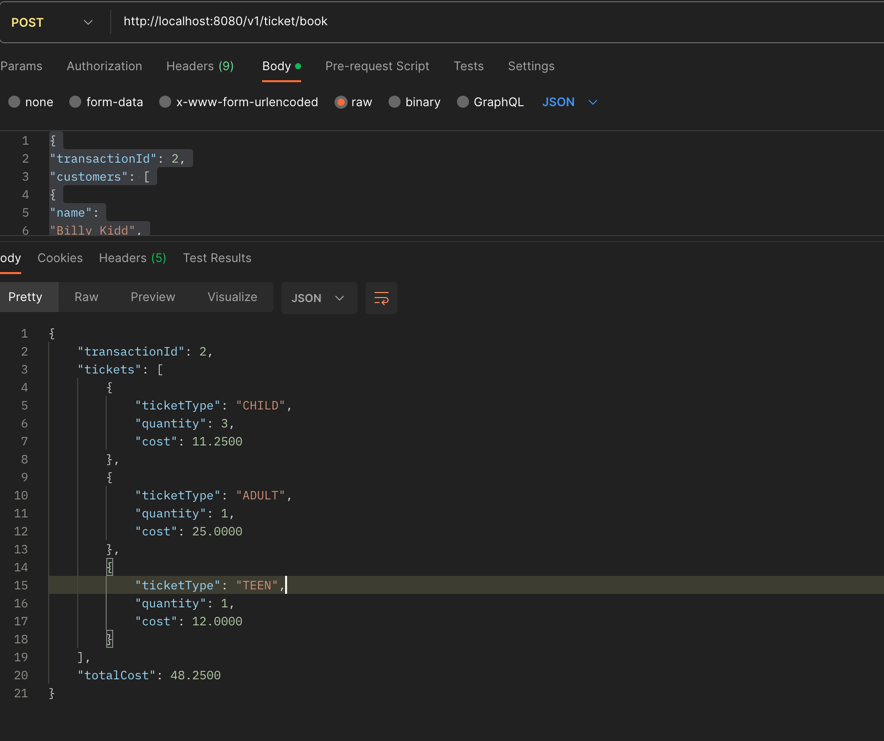 POST http://localhost:8080/v1/ticket/book
Params Authorization Headers (9) Body Pre-request Script Tests Settings
none form-data x-www-form-urlencoded raw binary GraphQL JSON
1 {
2 "transactionId": 2,
3 "customers": [
4 {
5 "name":
6 "Billy Kidd",
ody Cookies Headers (5) Test Results
Pretty Raw Preview Visualize JSON
1 {
2 "transactionId": 2,
3 "tickets": [
4 {
5 "ticketType": "CHILD",
6 "quantity": 3,
7 "cost": 11.2500
8 },
9 {
10 "ticketType": "ADULT",
11 "quantity": 1,
12 "cost": 25.0000
13 },
14 {
15 "ticketType": "TEEN",
16 "quantity": 1,
17 "cost": 12.0000
18 }
19 ],
20 "totalCost": 48.2500
21 }